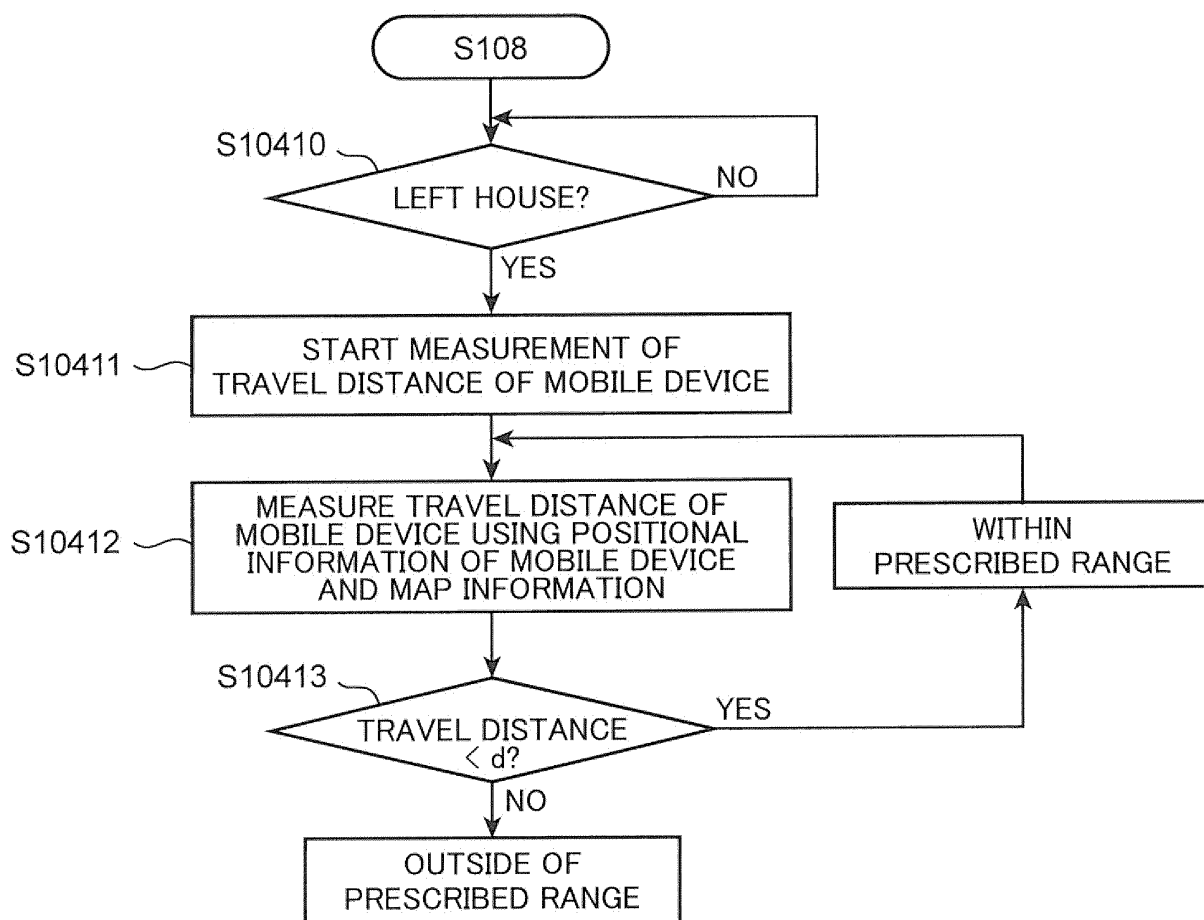 S108
S10410
LEFT HOUSE?
NO
YES
S10411
START MEASUREMENT OF
TRAVEL DISTANCE OF MOBILE DEVICE
S10412
MEASURE TRAVEL DISTANCE OF
MOBILE DEVICE USING POSITIONAL
INFORMATION OF MOBILE DEVICE
AND MAP INFORMATION
WITHIN
PRESCRIBED RANGE
S10413
TRAVEL DISTANCE
< d?
YES
NO
OUTSIDE OF
PRESCRIBED RANGE